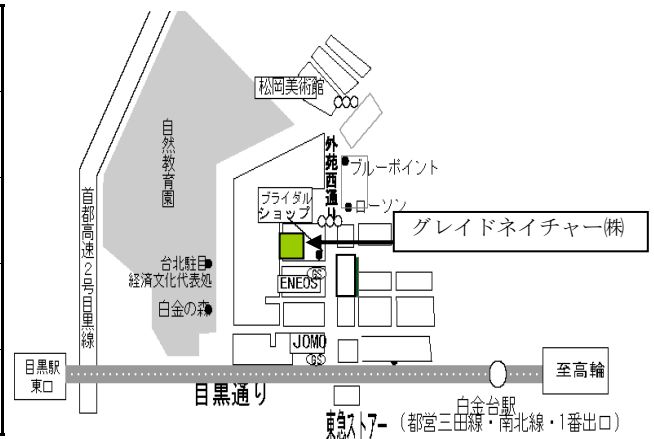 松岡美術館
自然教育園
外苑西通り
ブルーポイント
ブライダル
ショップ
ローソン
グレイドネイチャー㈱
首都高速2号目黒線
台北駐日
経済文化代表処
GS
ENEOS
白金の森
JOMO
GS
目黒駅
東口
至高輪
目黒通り
白金台駅
東急ストアー
（都営三田線・南北線・1番出口）